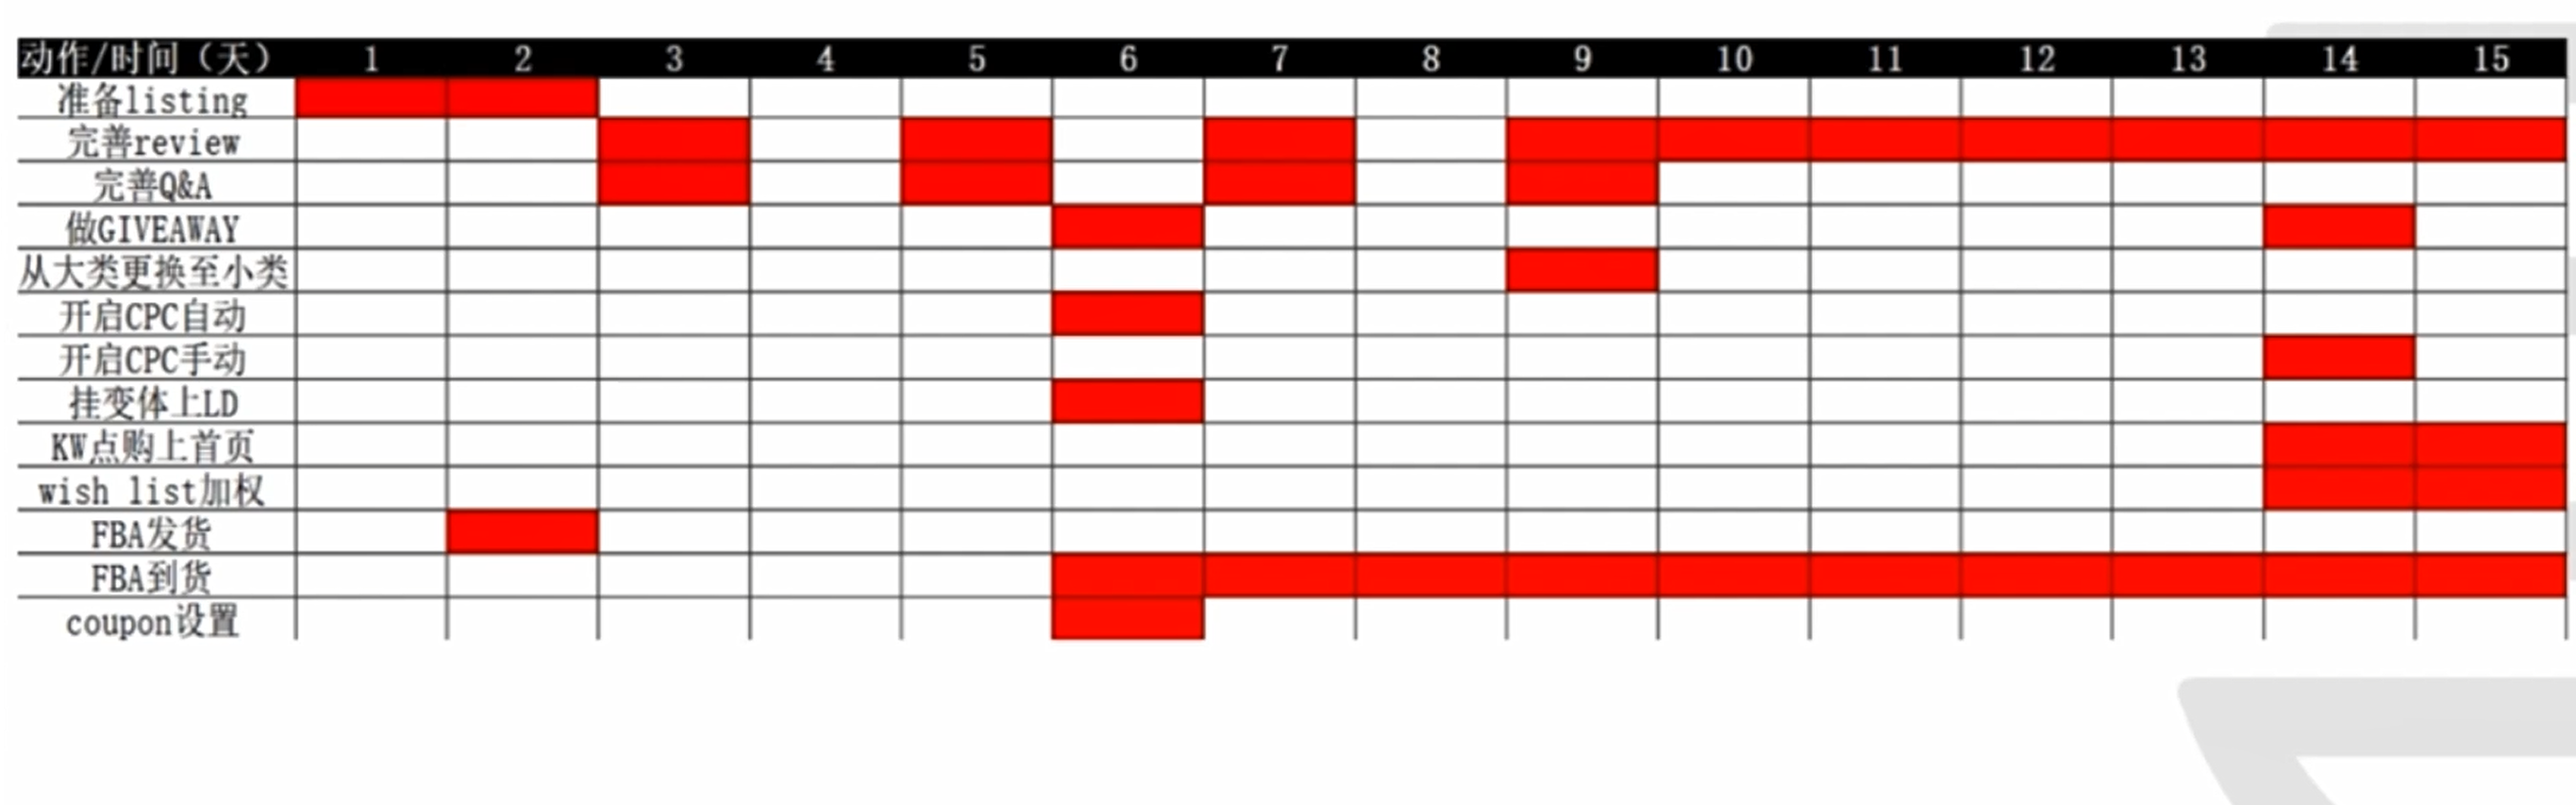 动作/时间（天） 1 2 3 4 5 6 7 8 9 10 11 12 13 14 15
准备listing
完善review
完善Q&A
做GIVEAWAY
从大类更换至小类
开启CPC自动
开启CPC手动
挂变体上LD
KW点购上首页
wish list加权
FBA发货
FBA到货
coupon设置